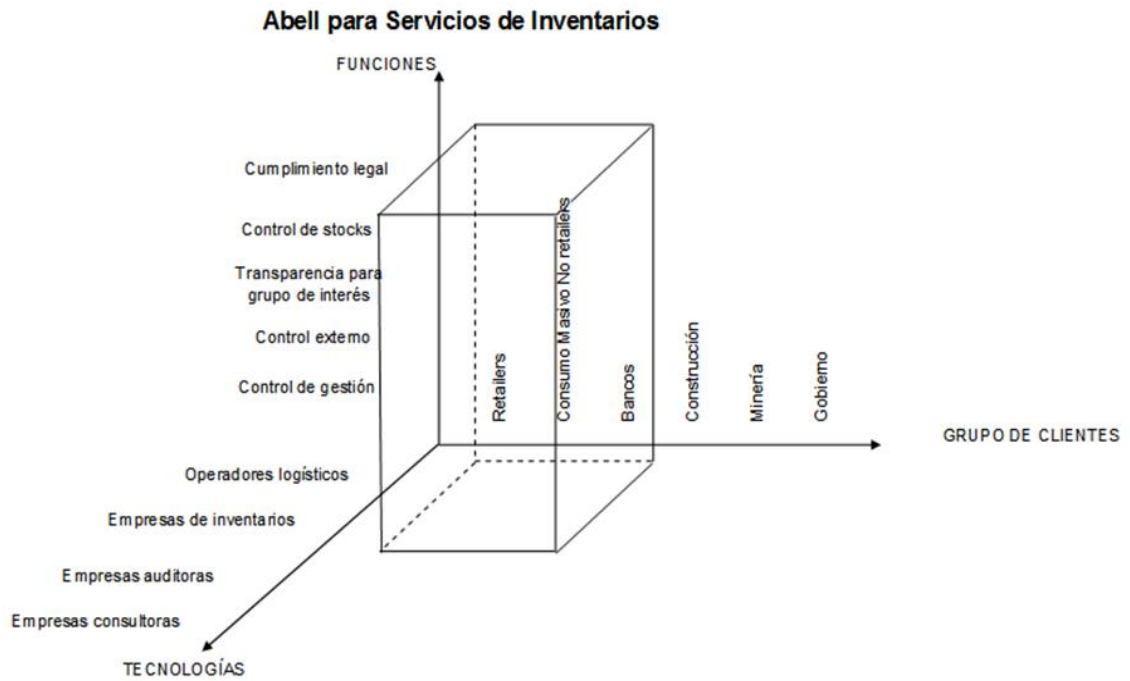 Abell para Servicios de Inventarios
FUNCIONES
Cumplimiento legal
Control de stocks
Transparencia para
grupo de interés
Control externo
Control de gestión
Retailers
Consumo Masivo No retailers
Bancos
Construcción
Minería
Gobierno
GRUPO DE CLIENTES
Operadores logísticos
Empresas de inventarios
Empresas auditoras
Empresas consultoras
TECNOLOGÍAS